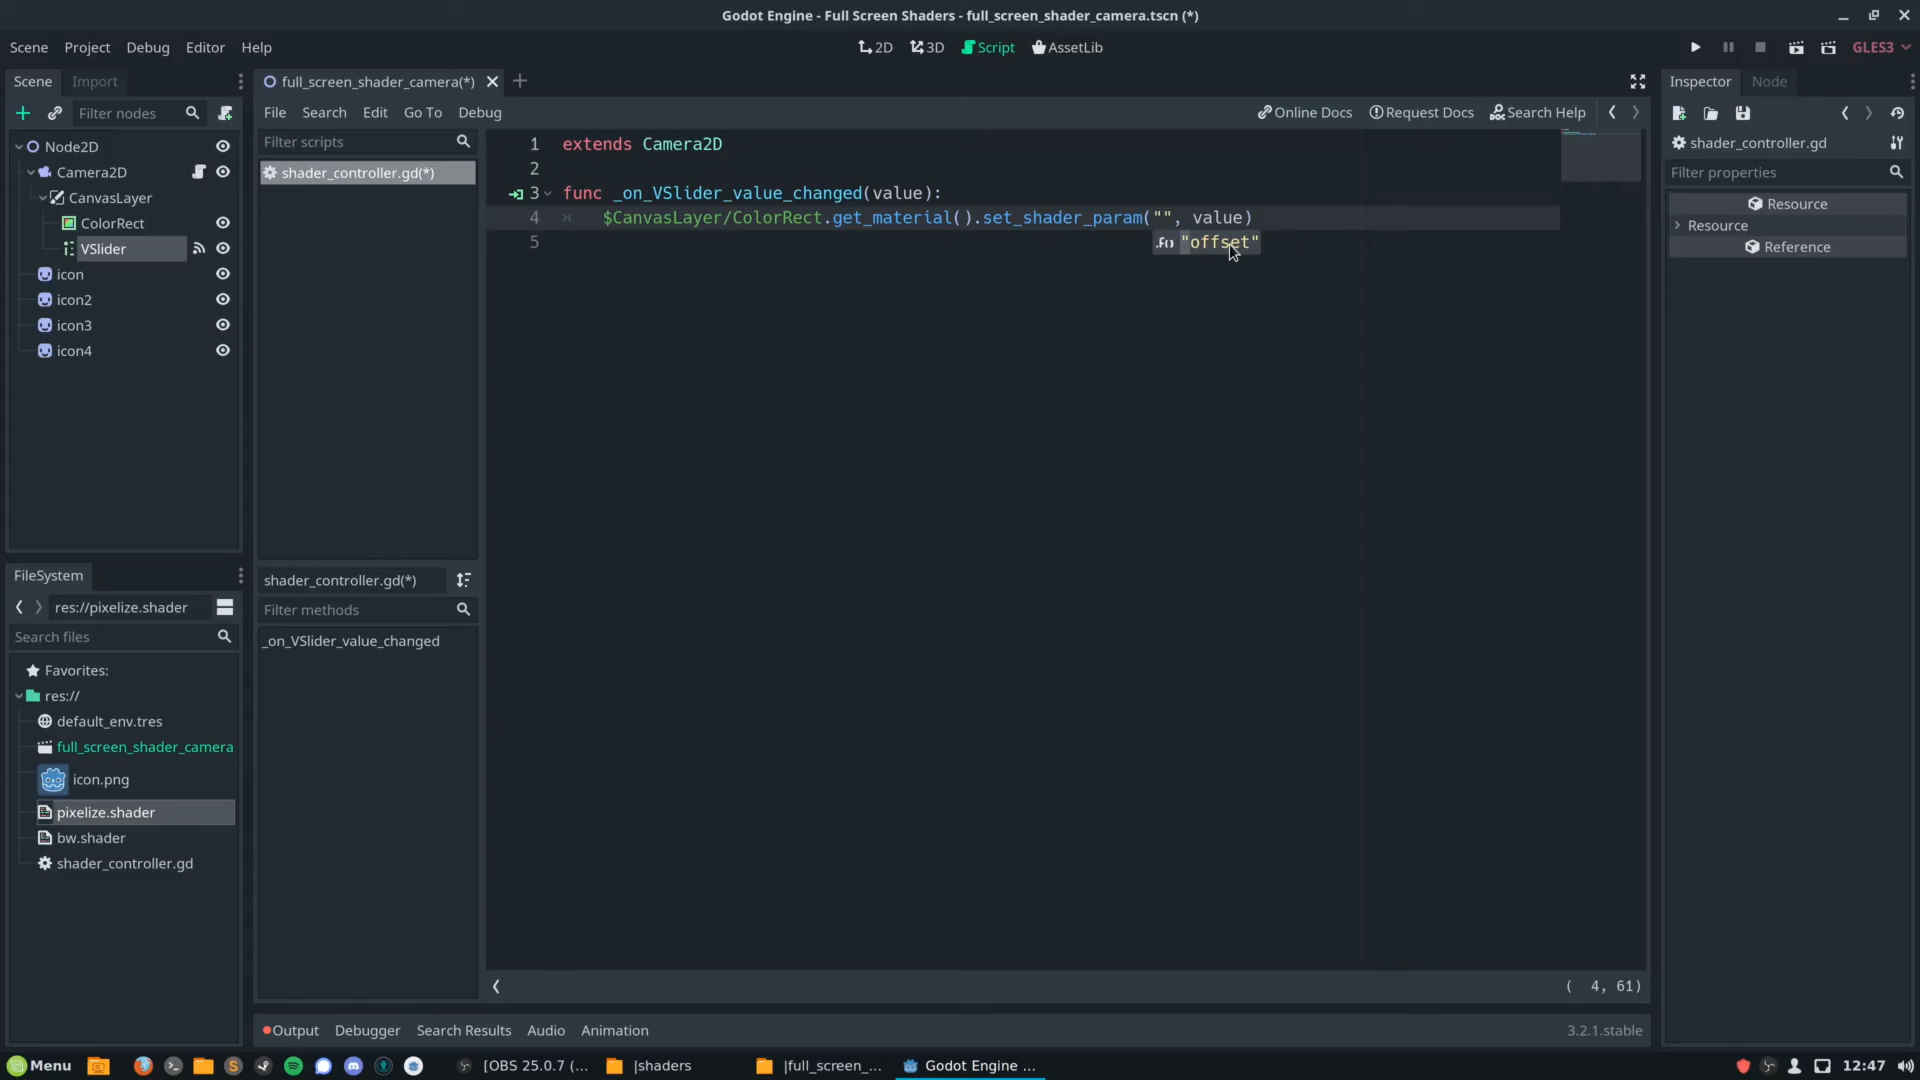 Godot Engine - Full Screen Shaders - full_screen_shader_camera.tscn (*)
Scene Project Debug Editor Help
2D 3D Script AssetLib
GLES3
Scene Import
full_screen_shader_camera(*)
Inspector Node
Filter nodes
File Search Edit Go To Debug
Online Docs Request Docs Search Help
Filter scripts
shader_controller.gd(*)
Node2D
Camera2D
CanvasLayer
ColorRect
VSlider
icon
icon2
icon3
icon4
1 extends Camera2D
2
3 func _on_VSlider_value_changed(value):
4 $CanvasLayer/ColorRect.get_material().set_shader_param("", value)
5
"offset"
shader_controller.gd
Filter properties
Resource
Resource
Reference
FileSystem
res://pixelize.shader
Search files
Favorites:
res://
default_env.tres
full_screen_shader_camera
icon.png
pixelize.shader
bw.shader
shader_controller.gd
shader_controller.gd(*)
Filter methods
_on_VSlider_value_changed
( 4, 61)
Output Debugger Search Results Audio Animation
3.2.1.stable
Menu
[OBS 25.0.7 (...
|shaders
|full_screen_...
Godot Engine ...
12:47